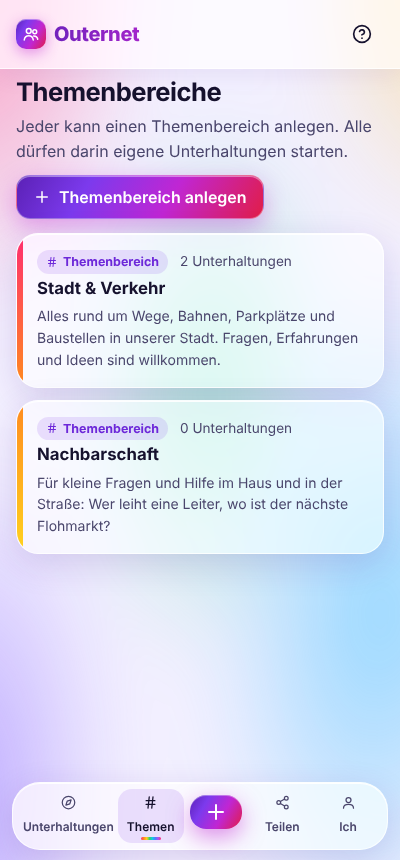 Outernet
Themenbereiche
Jeder kann einen Themenbereich anlegen. Alle
dürfen darin eigene Unterhaltungen starten.
Themenbereich anlegen
# Themenbereich 2 Unterhaltungen
Stadt & Verkehr
Alles rund um Wege, Bahnen, Parkplätze und
Baustellen in unserer Stadt. Fragen, Erfahrungen
und Ideen sind willkommen.
# Themenbereich 0 Unterhaltungen
Nachbarschaft
Für kleine Fragen und Hilfe im Haus und in der
Straße: Wer leiht eine Leiter, wo ist der nächste
Flohmarkt?
Unterhaltungen Themen Teilen Ich